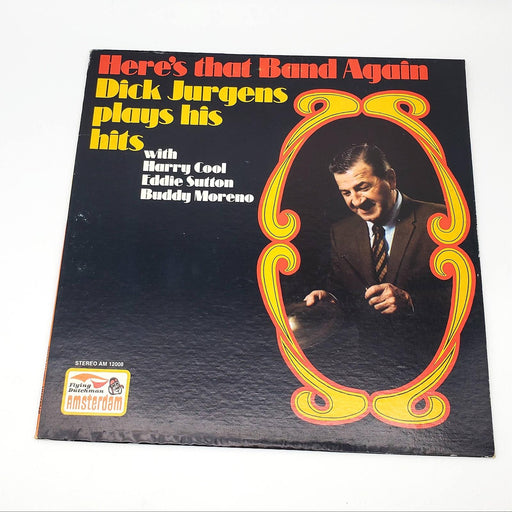 Here's that Band Again
Dick Jurgens
plays his
hits
with
Harry Cool
Eddie Sutton
Buddy Moreno
STEREO AM 12008
Flying
Dutchman
Amsterdam